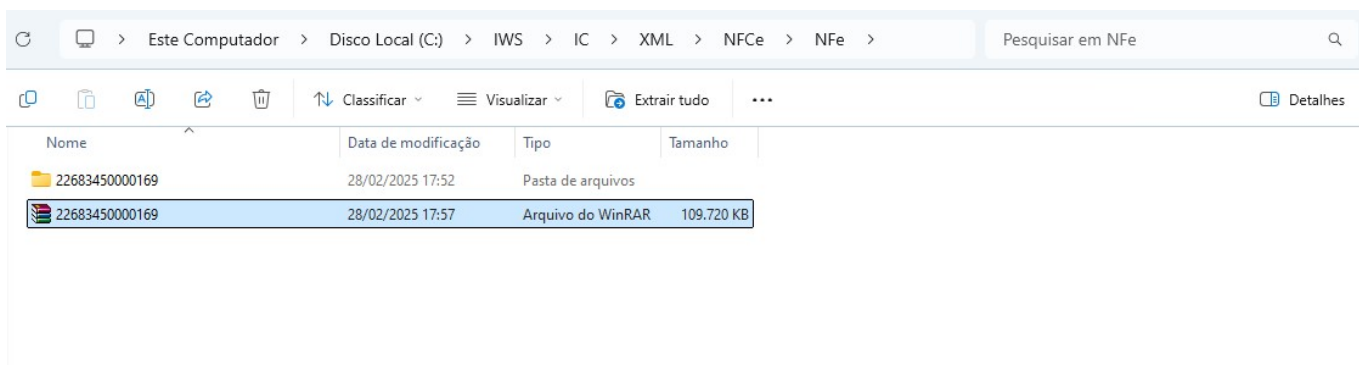 Este Computador > Disco Local (C:) > IWS > IC > XML > NFCe > NFe > Pesquisar em NFe
Classificar Visualizar Extrair tudo ... Detalhes
Nome Data de modificação Tipo Tamanho
22683450000169 28/02/2025 17:52 Pasta de arquivos
22683450000169 28/02/2025 17:57 Arquivo do WinRAR 109.720 KB